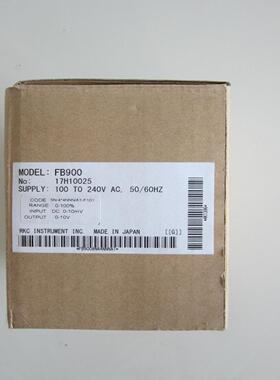 MODEL: FB900
No: 17H10025
SUPPLY: 100 TO 240V AC, 50/60HZ
CODE
RANGE 0-100%
INPUT DC 0-10mV
OUTPUT 0-10V
RKC INSTRUMENT INC. MADE IN JAPAN [[G]]